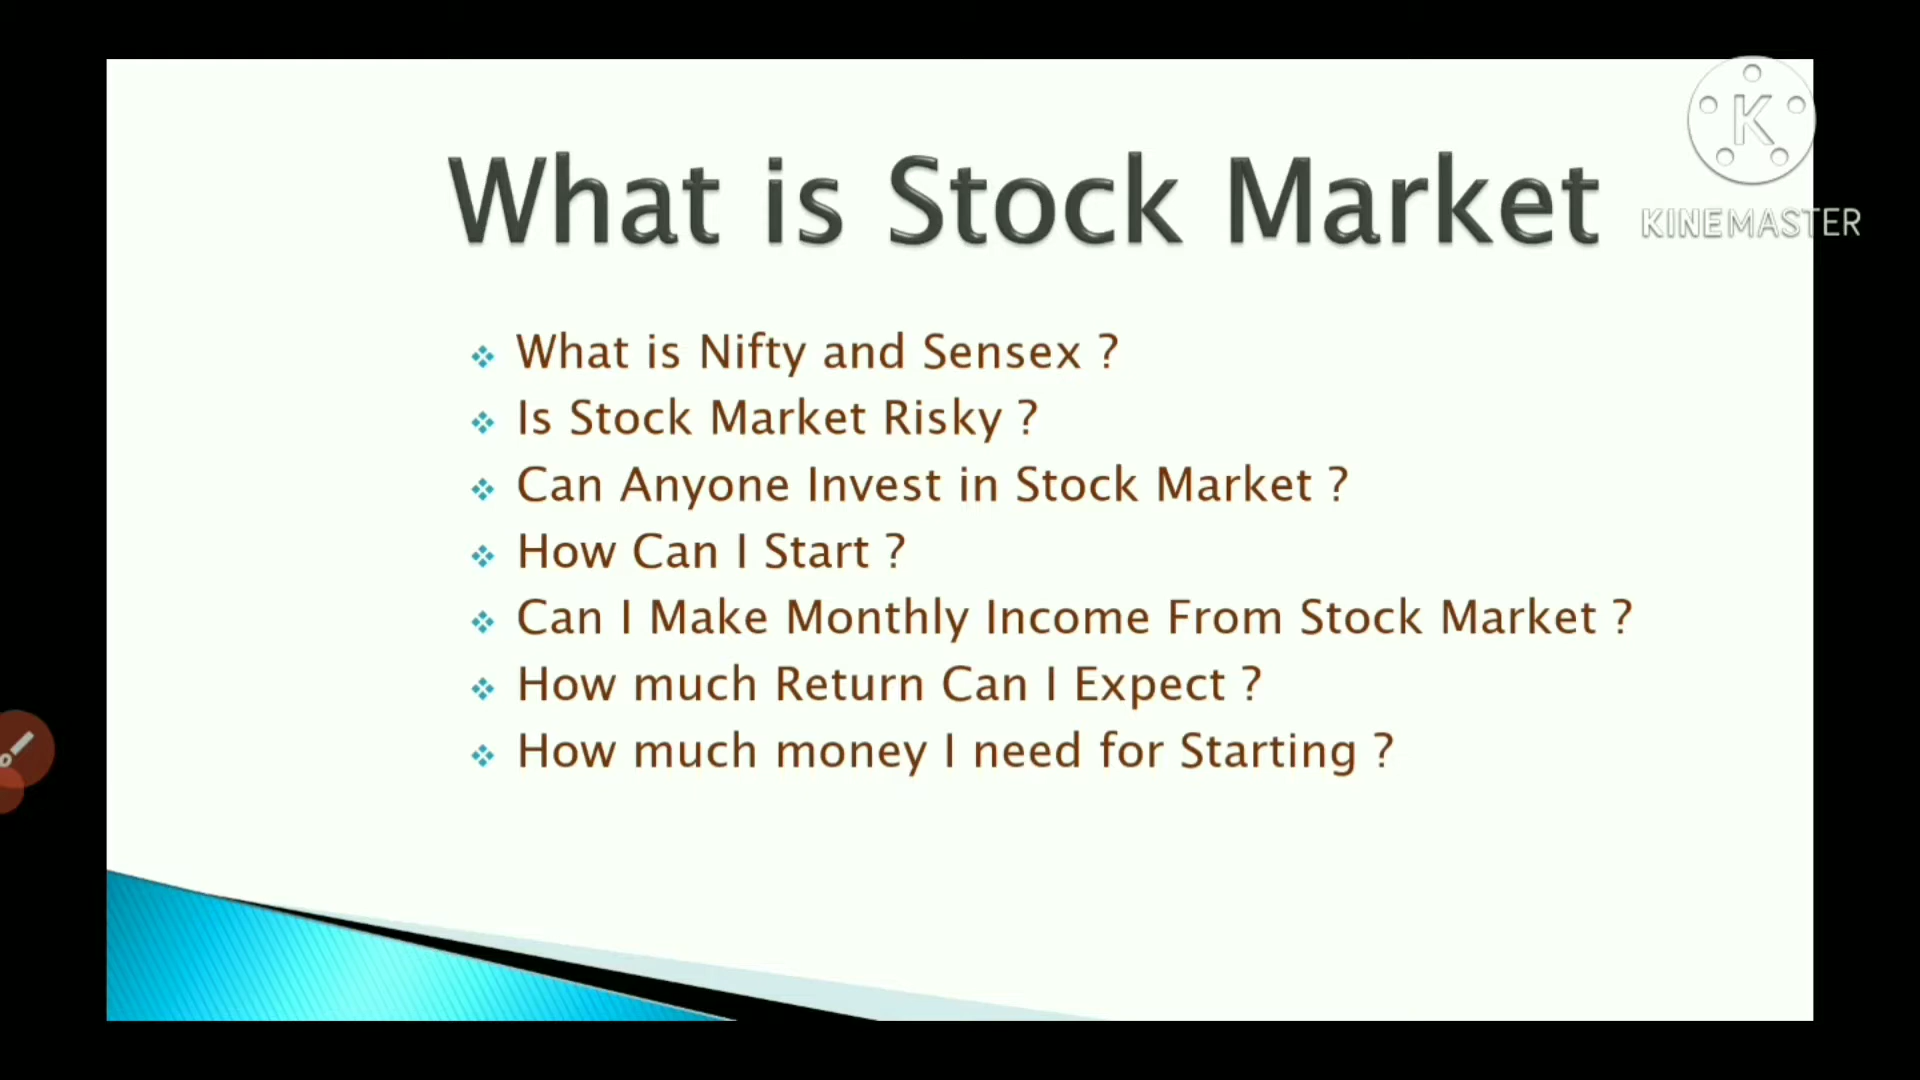 What is Stock Market
K
KINEMASTER
What is Nifty and Sensex ?
Is Stock Market Risky ?
Can Anyone Invest in Stock Market ?
How Can I Start ?
Can I Make Monthly Income From Stock Market ?
How much Return Can I Expect ?
How much money I need for Starting ?